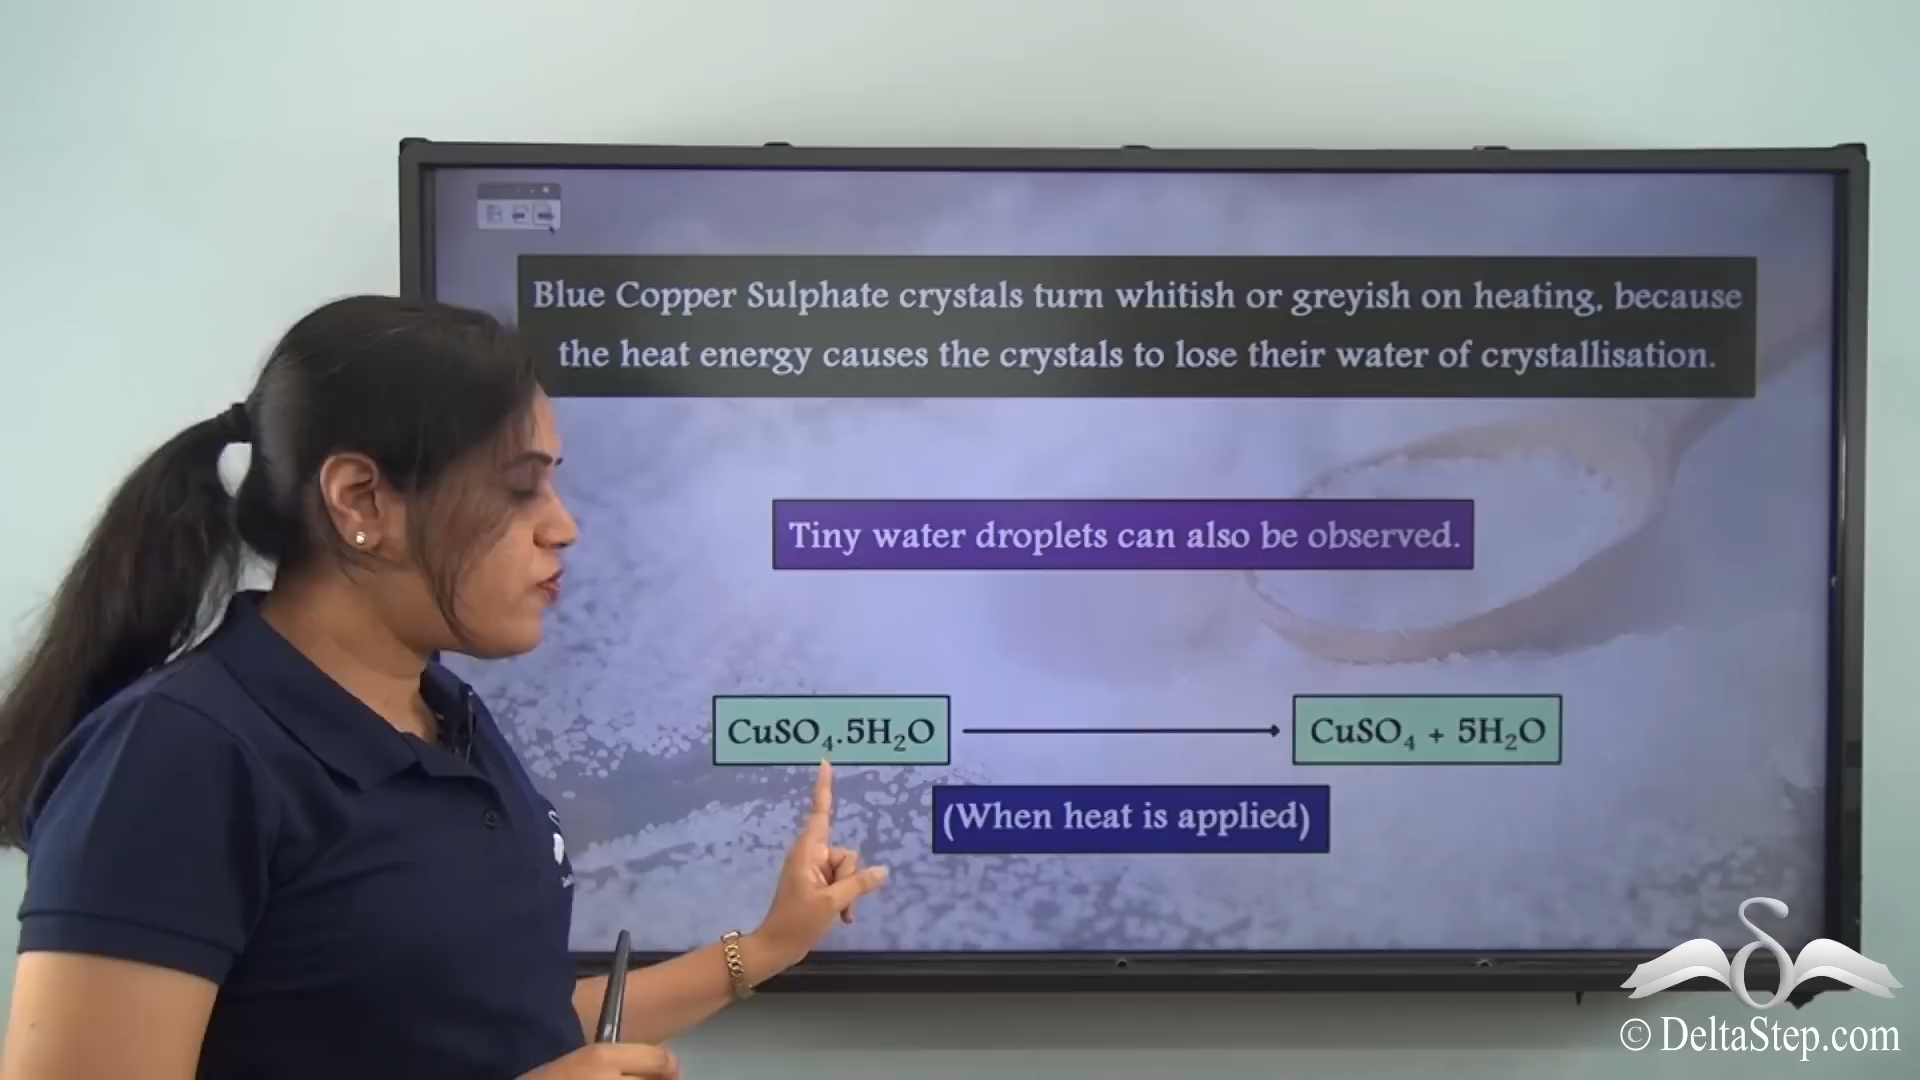 Blue Copper Sulphate crystals turn whitish or greyish on heating, because
the heat energy causes the crystals to lose their water of crystallisation.
Tiny water droplets can also be observed.
CuSO₄.5H₂O
CuSO₄ + 5H₂O
(When heat is applied)
© DeltaStep.com